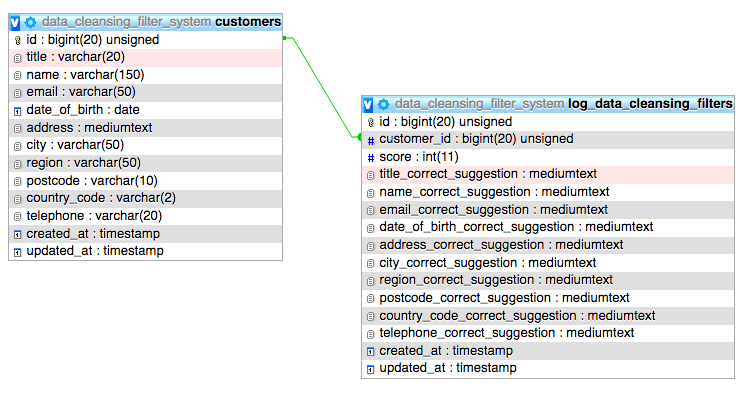 data_cleansing_filter_system customers
id : bigint(20) unsigned
title : varchar(20)
name : varchar(150)
email : varchar(50)
date_of_birth : date
address : mediumtext
city : varchar(50)
region : varchar(50)
postcode : varchar(10)
country_code : varchar(2)
telephone : varchar(20)
created_at : timestamp
updated_at : timestamp
data_cleansing_filter_system log_data_cleansing_filters
id : bigint(20) unsigned
customer_id : bigint(20) unsigned
score : int(11)
title_correct_suggestion : mediumtext
name_correct_suggestion : mediumtext
email_correct_suggestion : mediumtext
date_of_birth_correct_suggestion : mediumtext
address_correct_suggestion : mediumtext
city_correct_suggestion : mediumtext
region_correct_suggestion : mediumtext
postcode_correct_suggestion : mediumtext
country_code_correct_suggestion : mediumtext
telephone_correct_suggestion : mediumtext
created_at : timestamp
updated_at : timestamp